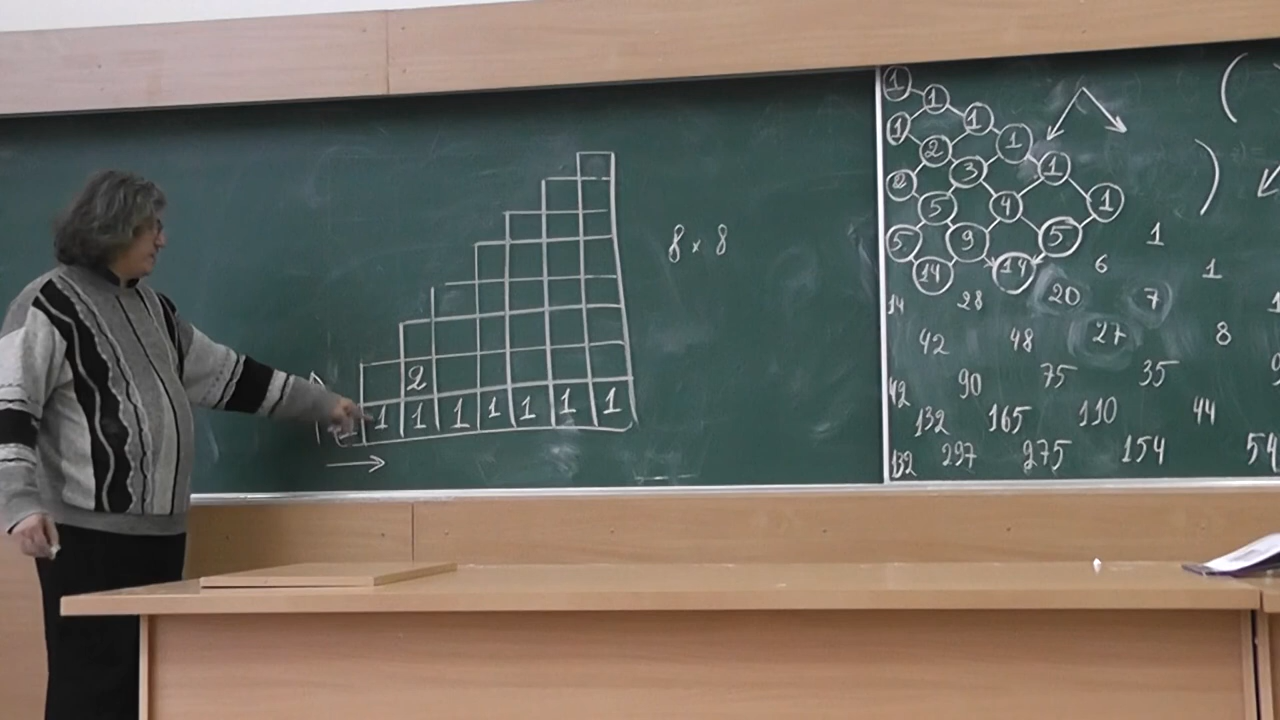 8 × 8
2
1 1 1 1 1 1 1 1
1
1
1
1 1
2 1
3
2 5 4 1
5 9 5 1
14 14 6 1
14 28 20 7
42 48 27 8
42 90 75 35
132 165 110 44
132 297 275 154 54
( )